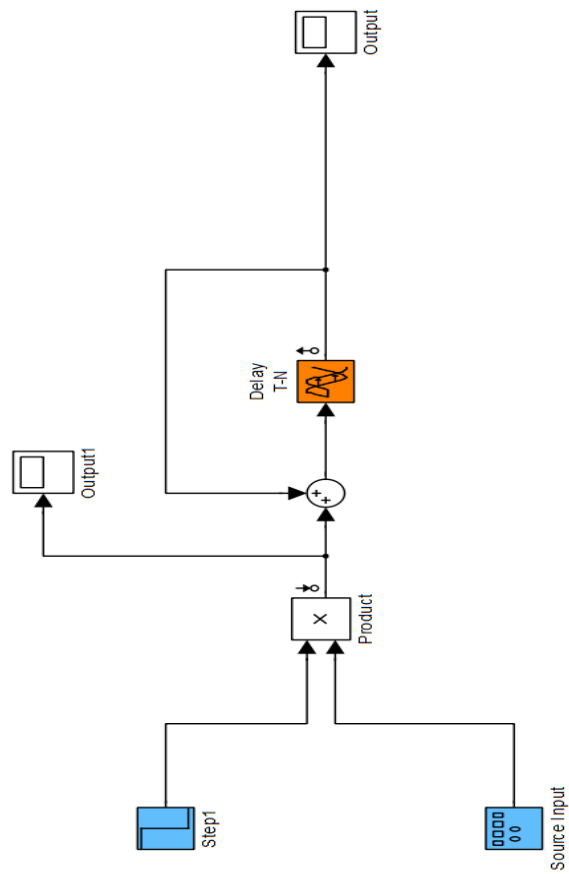 Step1
Source Input
X
Product
Output1
+
+
Delay
T-N
Output